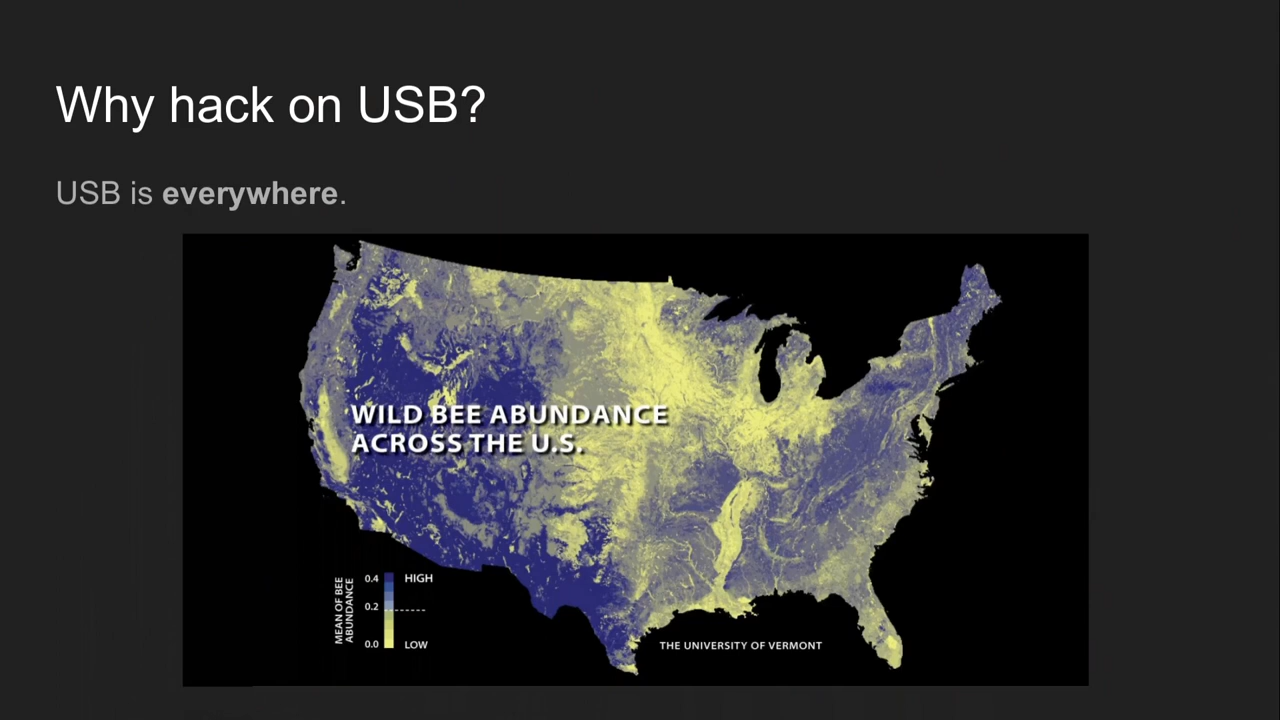 Why hack on USB?
USB is everywhere.
WILD BEE ABUNDANCE
ACROSS THE U.S.
MEAN OF BEE
ABUNDANCE
0.4
HIGH
0.2
0.0
LOW
THE UNIVERSITY OF VERMONT